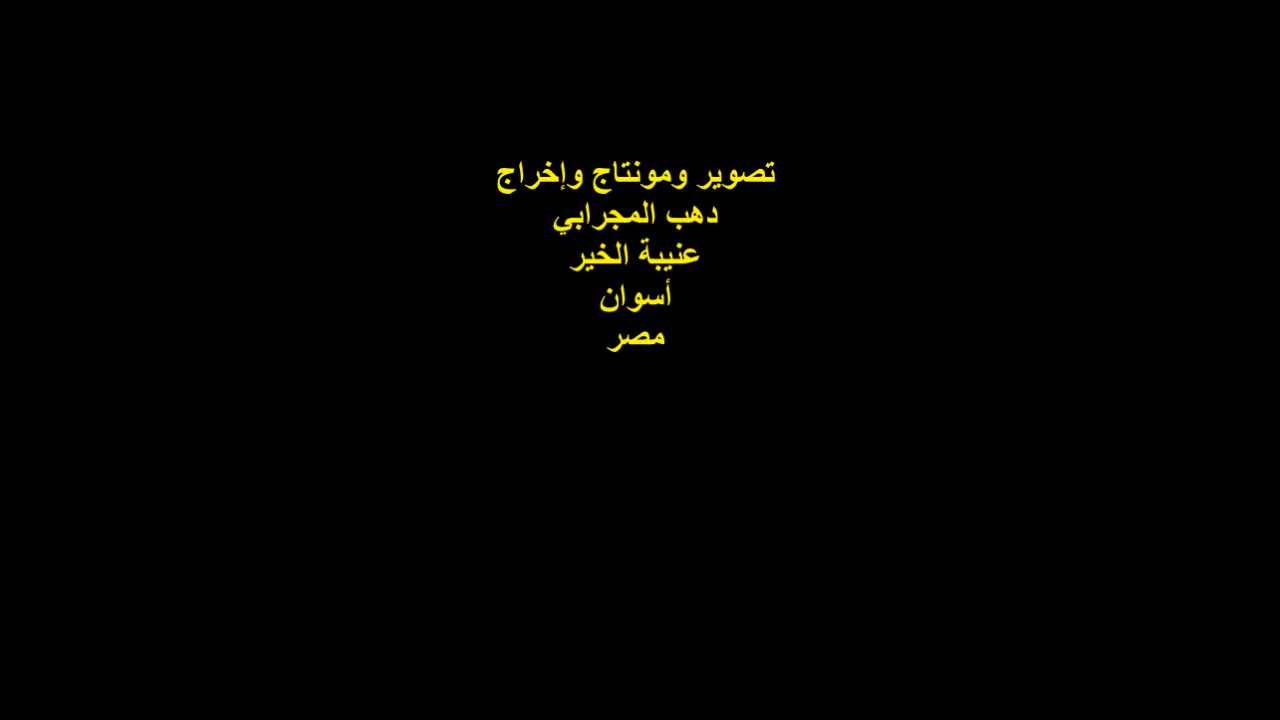 تصوير ومونتاج وإخراج
دهب المجرابي
عنيبة الخير
أسوان
مصر